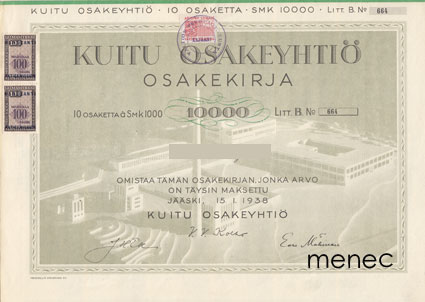 KUITU OSAKEYHTIÖ · 10 OSAKETTA · SMK 10000 · LITT. B. No 664
KUITU OSAKEYHTIÖ
OSAKEKIRJA
10 OSAKETTA à SMK 1000
10000
LITT. B. No 664
100
100
OMISTAA TÄMÄN OSAKEKIRJAN, JONKA ARVO
ON TÄYSIN MAKSETTU
JÄÄSKI, 15.1.1938
KUITU OSAKEYHTIÖ
menec